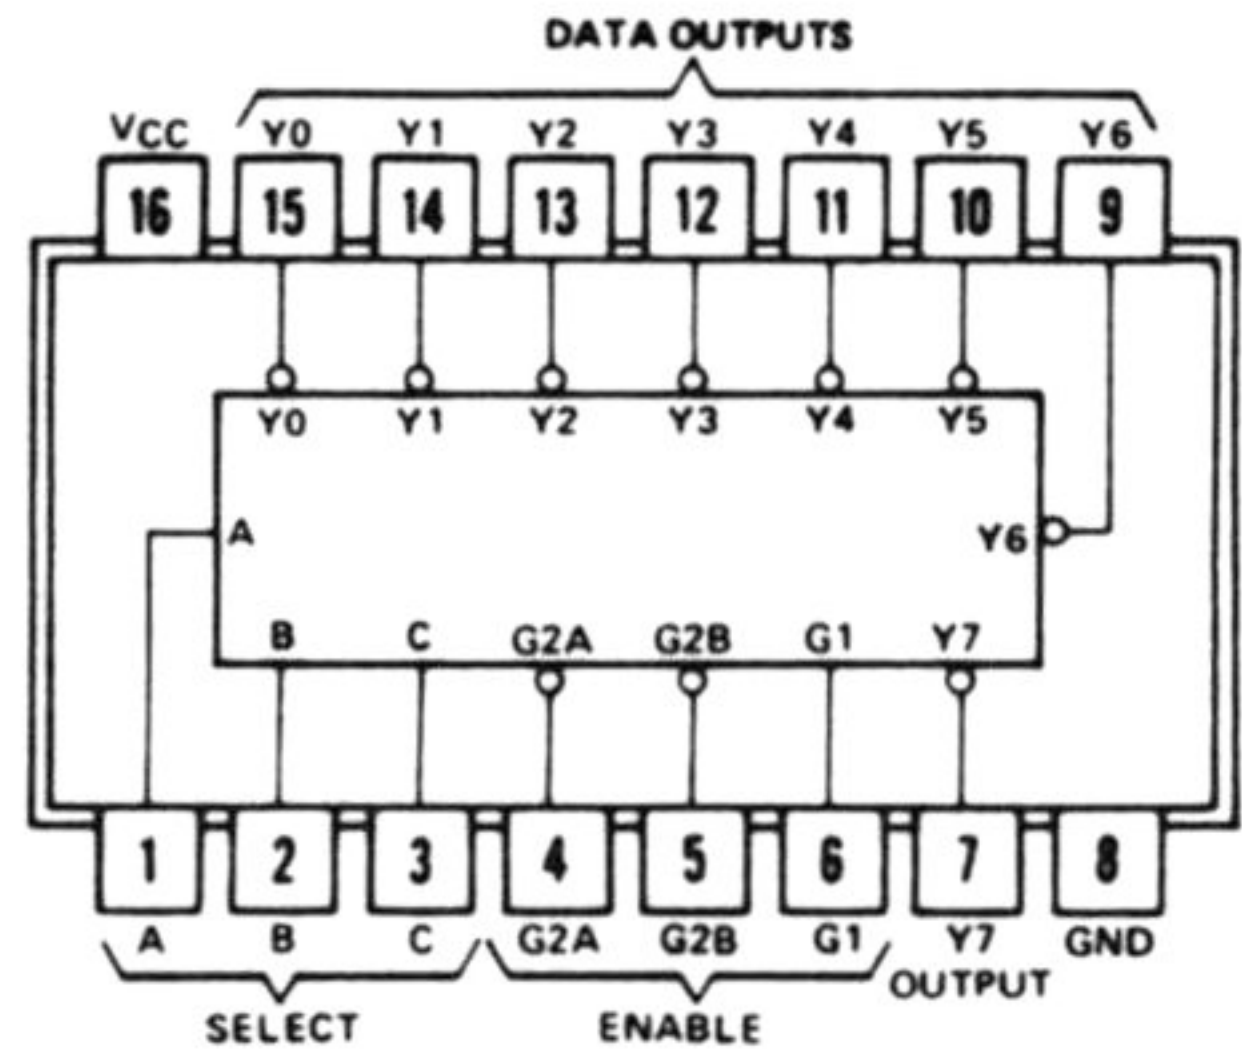 DATA OUTPUTS
VCC Y0 Y1 Y2 Y3 Y4 Y5 Y6
16 15 14 13 12 11 10 9
Y0 Y1 Y2 Y3 Y4 Y5
A Y6
B C G2A G2B G1 Y7
1 2 3 4 5 6 7 8
A B C G2A G2B G1 Y7 GND
OUTPUT
SELECT ENABLE